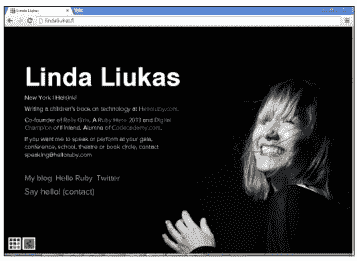 Linda Liukas
lindaliukas.fi
Linda Liukas
New York | Helsinki
Writing a children's book on technology at Helloruby.com.
Co-founder of Rails Girls, A Ruby Hero 2013 and Digital
Champion of Finland, Alumna of Codecademy.com.
If you want me to speak or perform at your gala,
conference, school, theatre or book circle, contact
speaking@helloruby.com
My blog Hello Ruby Twitter
Say hello! (contact)